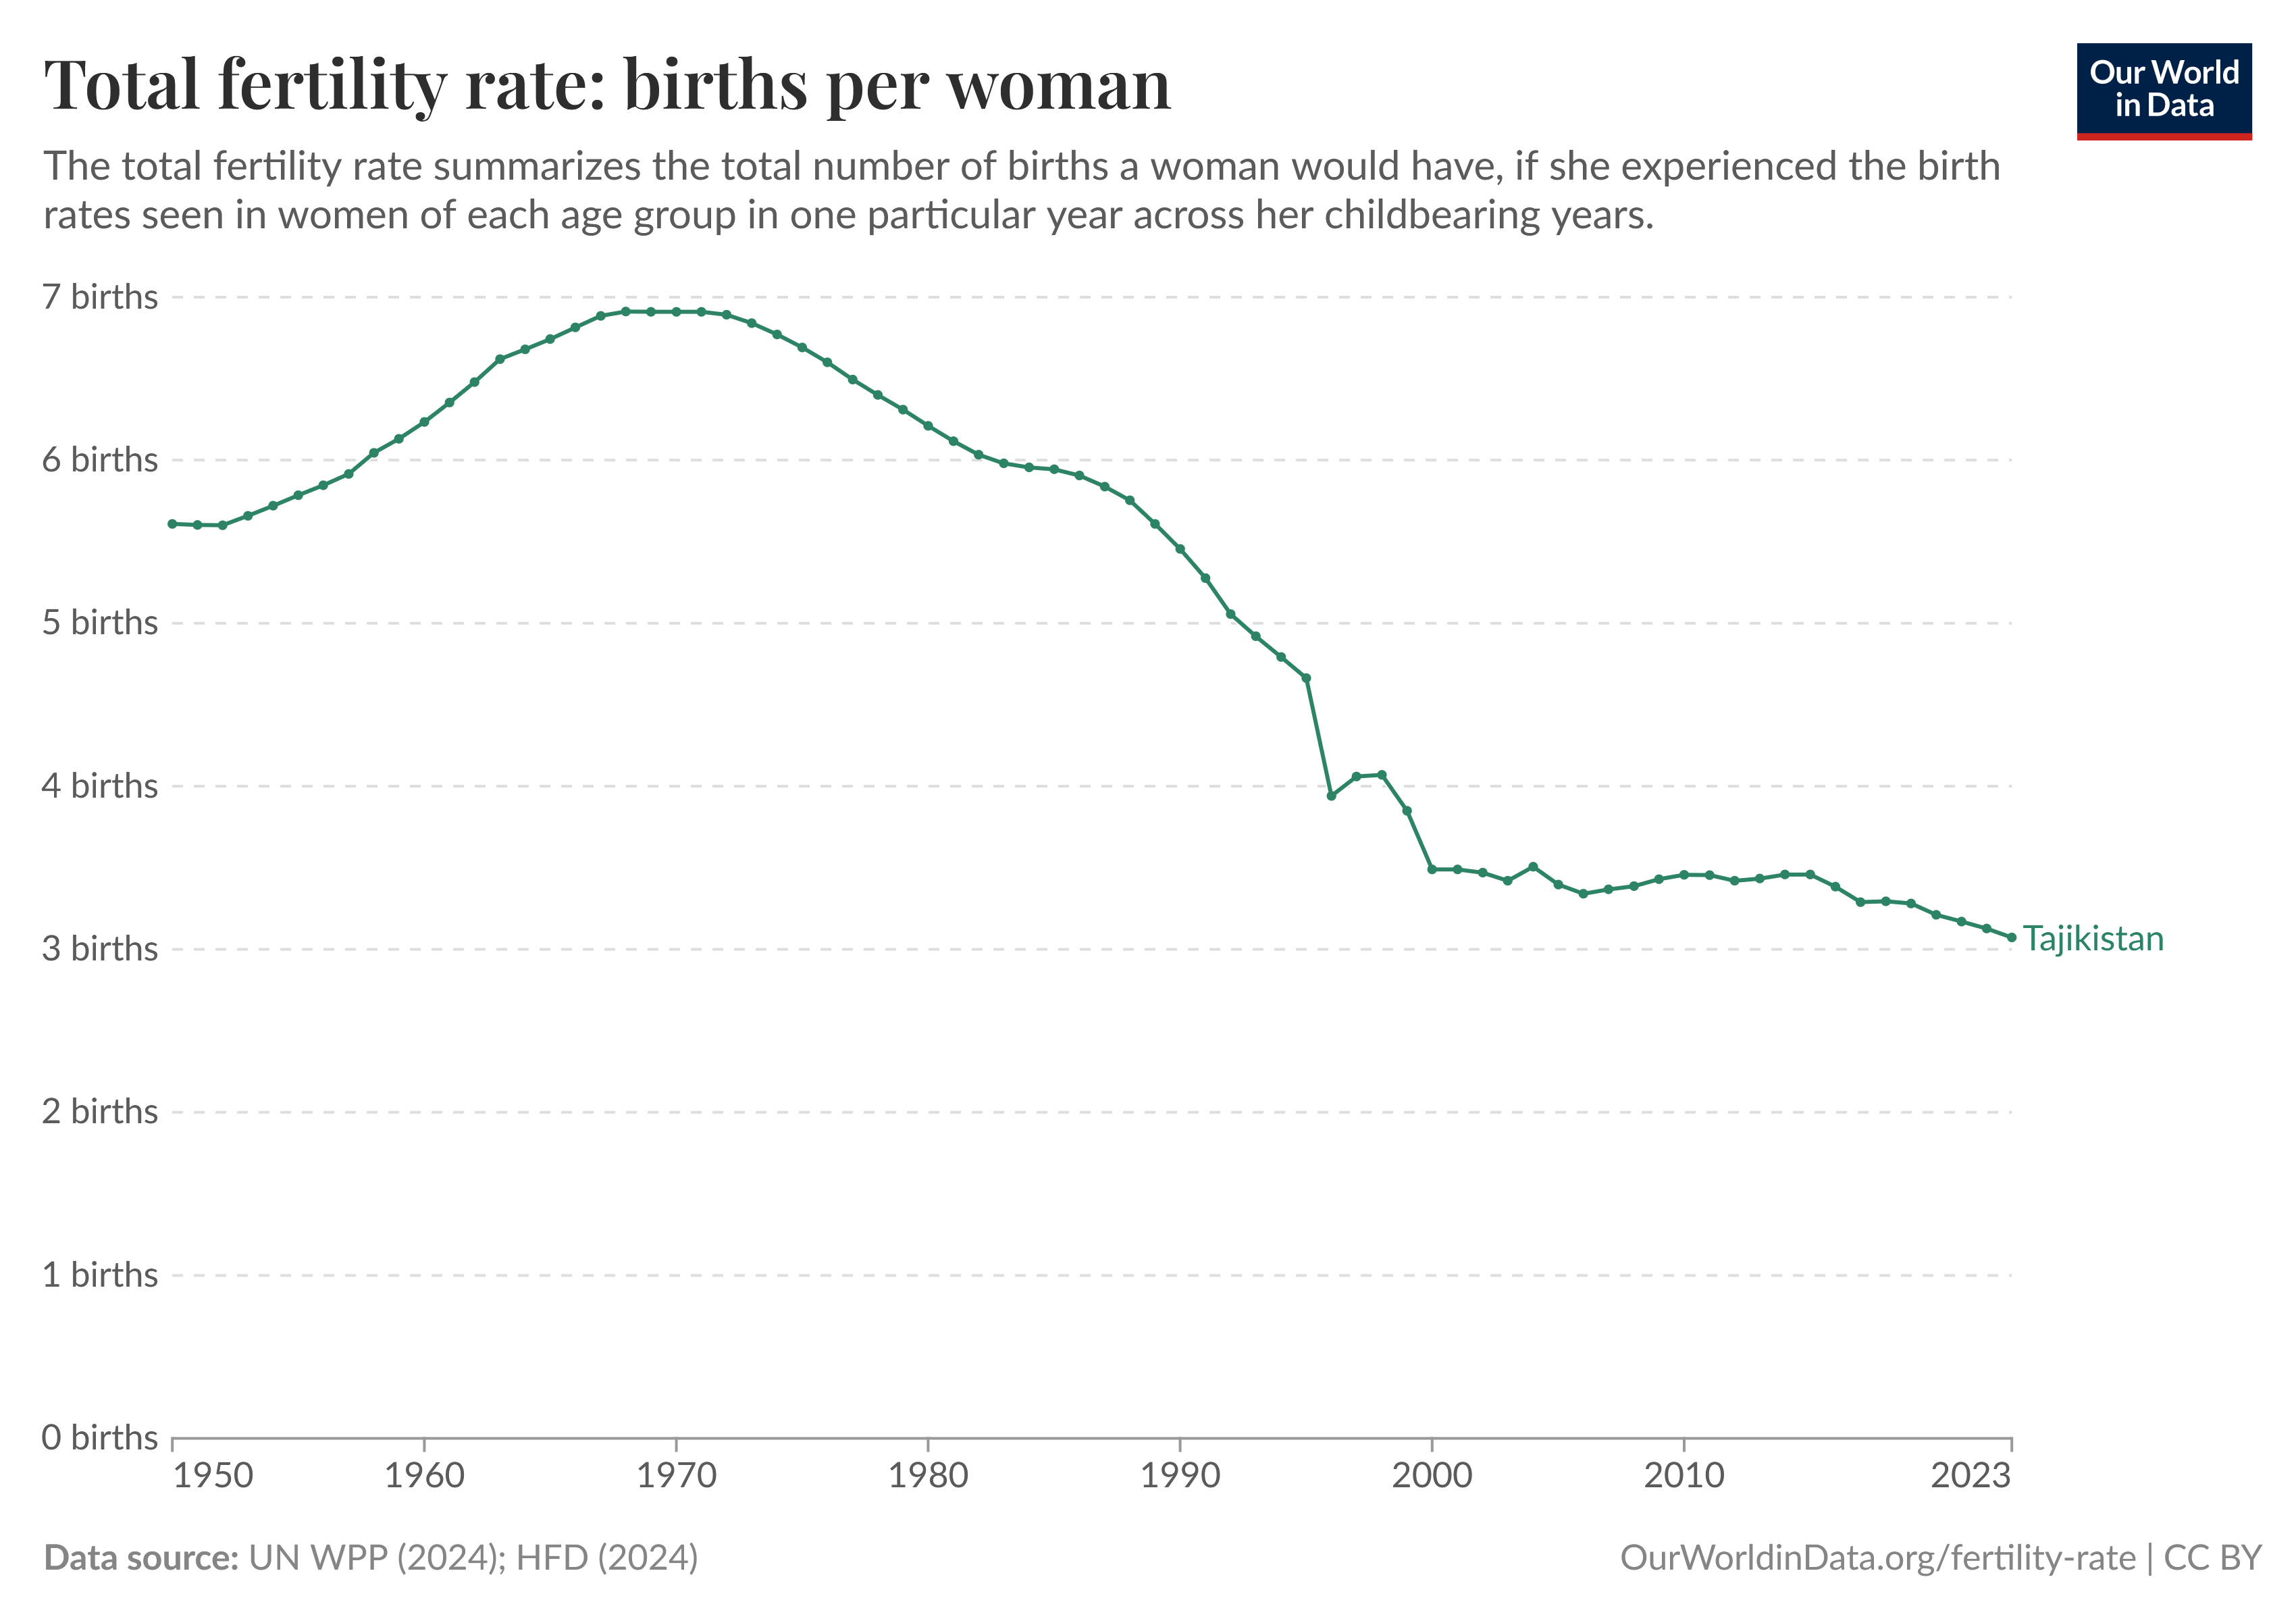 Total fertility rate: births per woman
Our World
in Data
The total fertility rate summarizes the total number of births a woman would have, if she experienced the birth
rates seen in women of each age group in one particular year across her childbearing years.
7 births
6 births
5 births
4 births
3 births
Tajikistan
2 births
1 births
0 births
1950 1960 1970 1980 1990 2000 2010 2023
Data source: UN WPP (2024); HFD (2024)
OurWorldinData.org/fertility-rate | CC BY